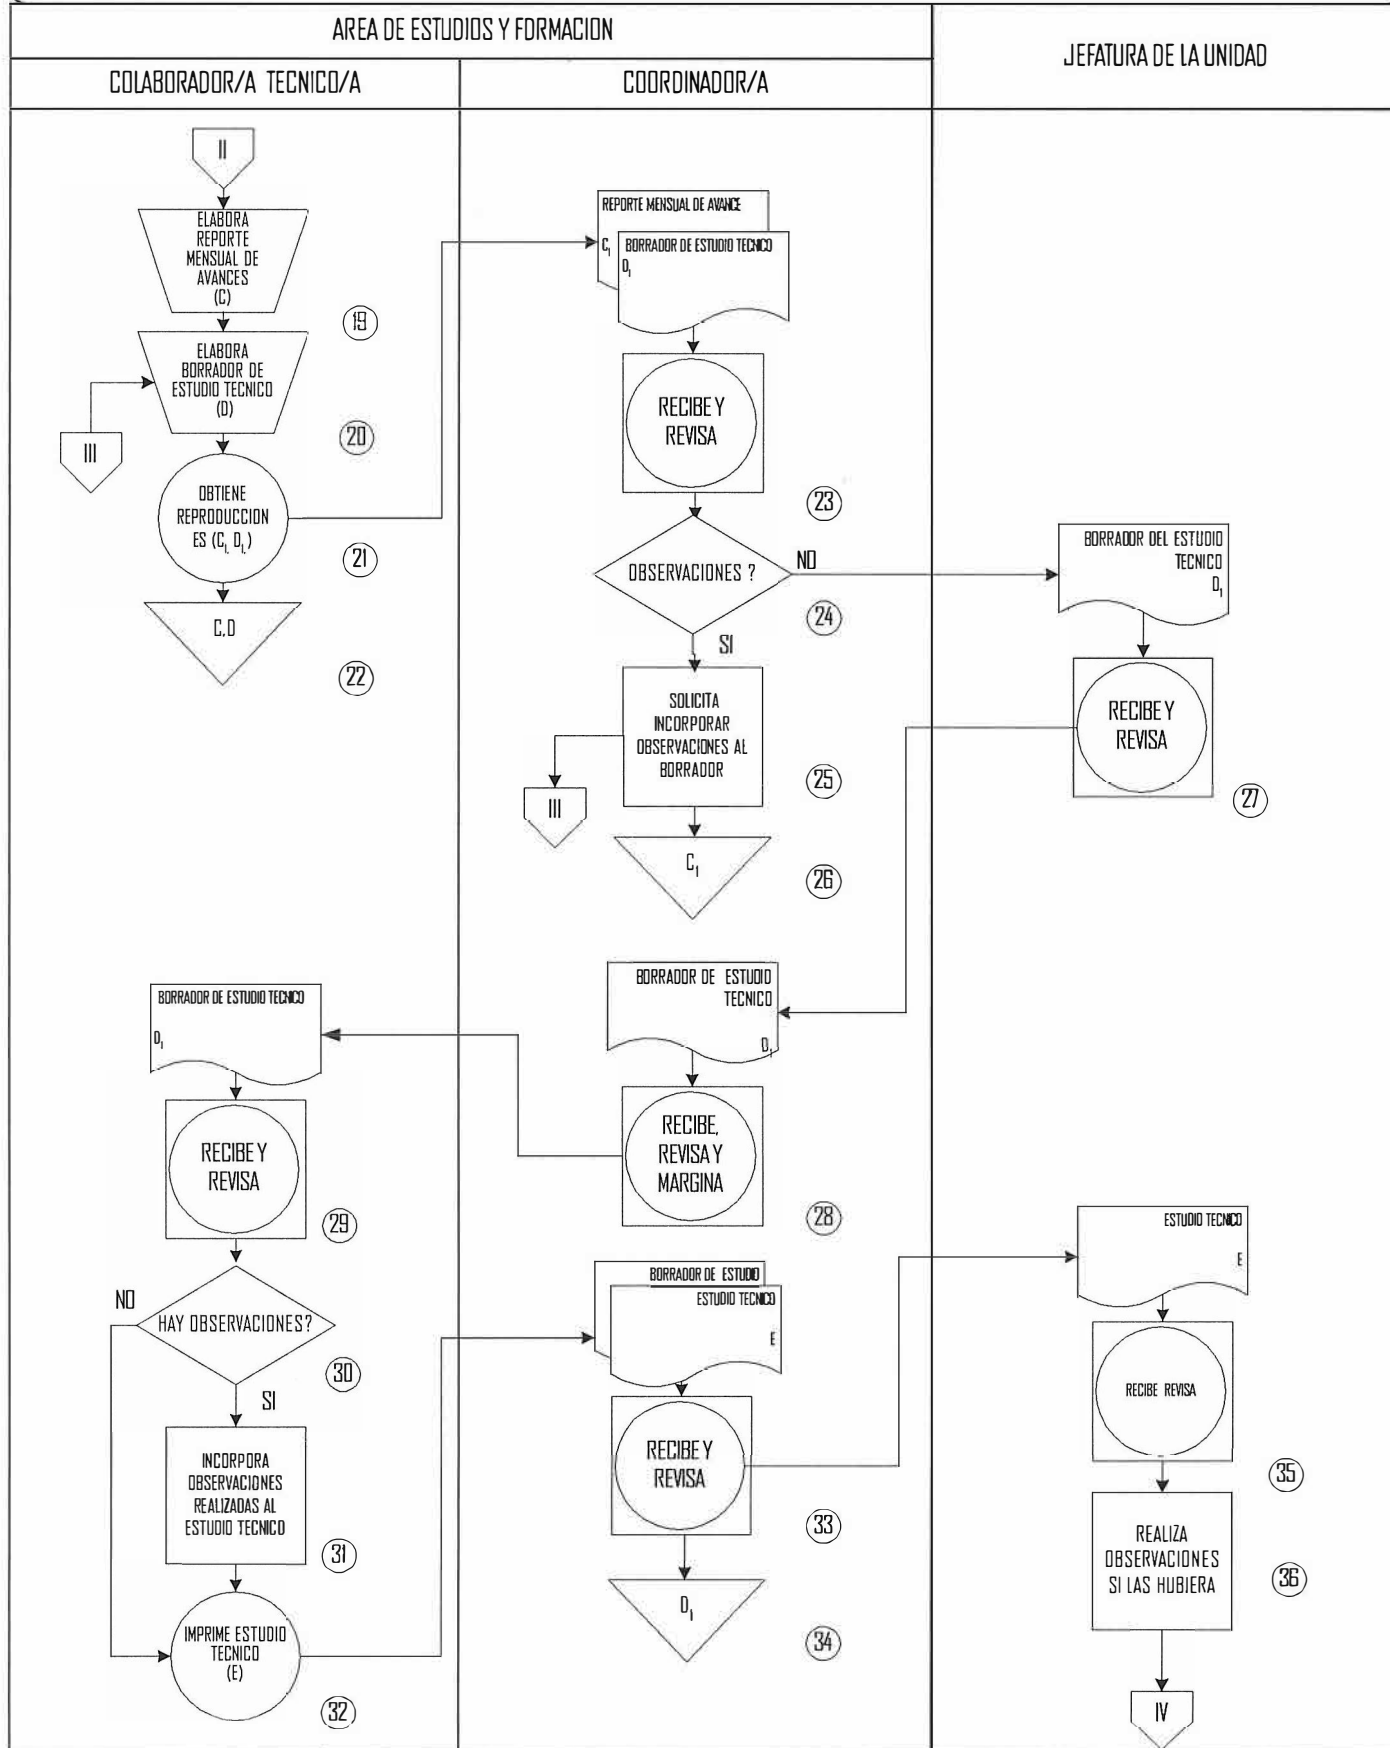 AREA DE ESTUDIOS Y FORMACION
JEFATURA DE LA UNIDAD
COLABORADOR/A TECNICO/A
COORDINADOR/A
II
ELABORA
REPORTE
MENSUAL DE
AVANCES
(C)
19
ELABORA
BORRADOR DE
ESTUDIO TECNICO
(D)
20
III
OBTIENE
REPRODUCCION
ES (C1, D1,)
21
C,D
22
REPORTE MENSUAL DE AVANCE
C1
BORRADOR DE ESTUDIO TECNICO
D1
RECIBE Y
REVISA
23
OBSERVACIONES ?
NO
24
SI
SOLICITA
INCORPORAR
OBSERVACIONES AL
BORRADOR
25
III
C1
26
BORRADOR DEL ESTUDIO
TECNICO
D1
RECIBE Y
REVISA
27
BORRADOR DE ESTUDIO
TECNICO
D1
RECIBE,
REVISA Y
MARGINA
28
BORRADOR DE ESTUDIO TECNICO
D1
RECIBE Y
REVISA
29
NO
HAY OBSERVACIONES?
30
SI
INCORPORA
OBSERVACIONES
REALIZADAS AL
ESTUDIO TECNICO
31
IMPRIME ESTUDIO
TECNICO
(E)
32
BORRADOR DE ESTUDIO
ESTUDIO TECNICO
E
RECIBE Y
REVISA
33
D1
34
ESTUDIO TECNICO
E
RECIBE REVISA
35
REALIZA
OBSERVACIONES
SI LAS HUBIERA
36
IV